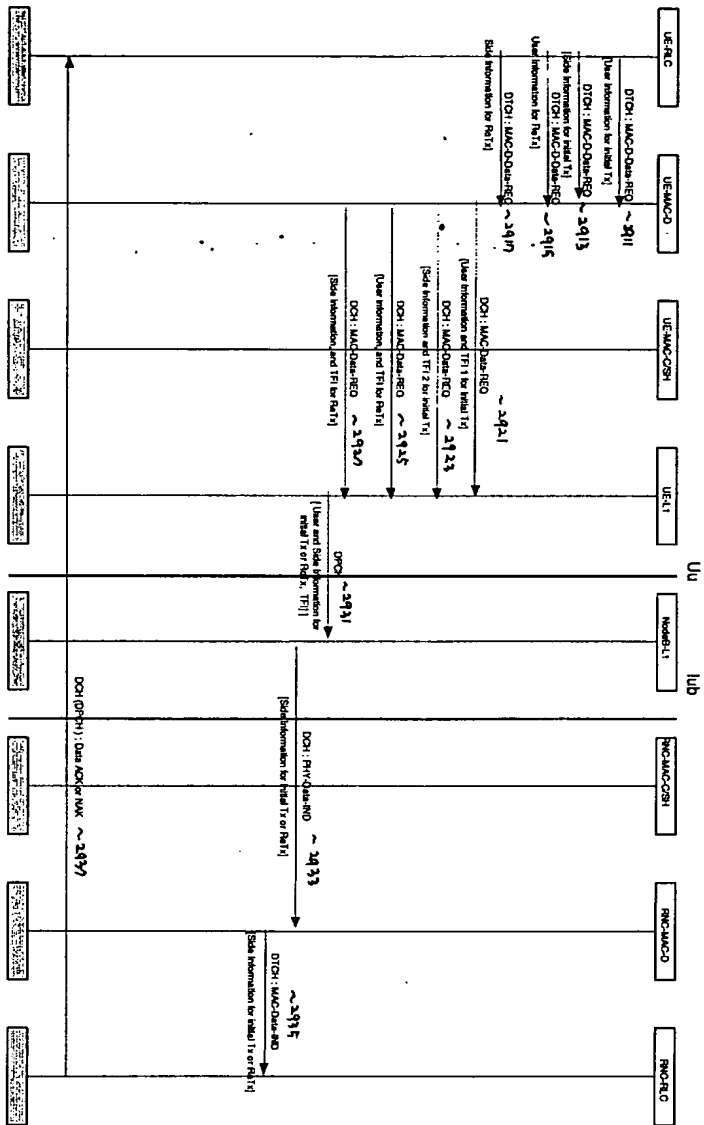 Uu
Iub
UE-RLC
UE-MAC-D
UE-MAC-C/SH
UE-L1
NodeB-L1
RNC-MAC-C/SH
RNC-MAC-D
RNC-RLC
DTCH : MAC-D-Data-REQ ~2911
[User Information for Initial Tx]
DTCH : MAC-D-Data-REQ ~2913
[Side Information for Initial Tx]
DTCH : MAC-D-Data-REQ ~2915
User Information for ReTx]
DTCH : MAC-D-Data-REQ ~2917
Side Information for ReTx]
DCH : MAC-Data-REQ ~2921
[User Information and TFI 1 for Initial Tx]
DCH : MAC-Data-REQ ~2923
[Side Information and TFI 2 for Initial Tx]
DCH : MAC-Data-REQ ~2925
[User Information, and TFI for ReTx]
DCH : MAC-Data-REQ ~2927
[Side Information, and TFI for ReTx]
DPCH ~2931
[User and Side Information for
Initial Tx or ReTx, TFI]
DCH : PHY-Data-IND ~2933
[Side Information for Initial Tx or ReTx]
DTCH : MAC-Data-IND ~2935
[Side Information for Initial Tx or ReTx]
DCH (DPCH) : Data ACK or NAK ~2937